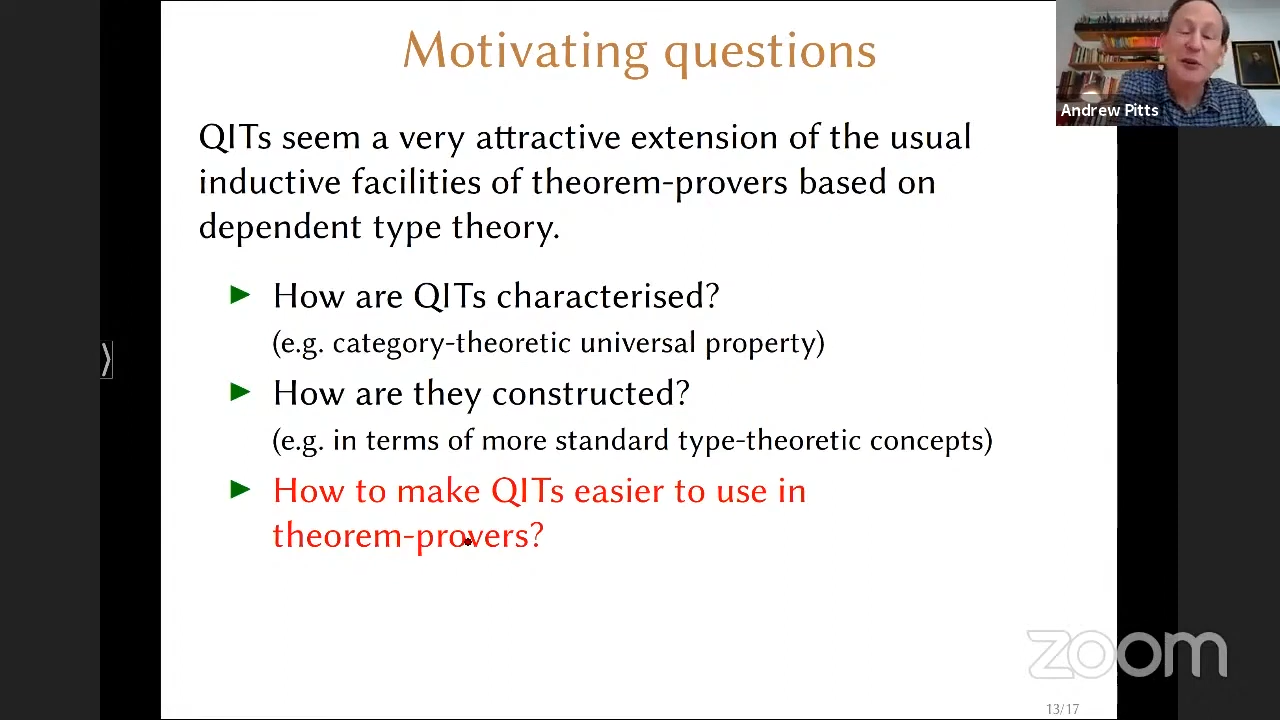 Motivating questions
Andrew Pitts
QITs seem a very attractive extension of the usual
inductive facilities of theorem-provers based on
dependent type theory.
▶ How are QITs characterised?
(e.g. category-theoretic universal property)
▶ How are they constructed?
(e.g. in terms of more standard type-theoretic concepts)
▶ How to make QITs easier to use in
theorem-provers?
zoom
13/17